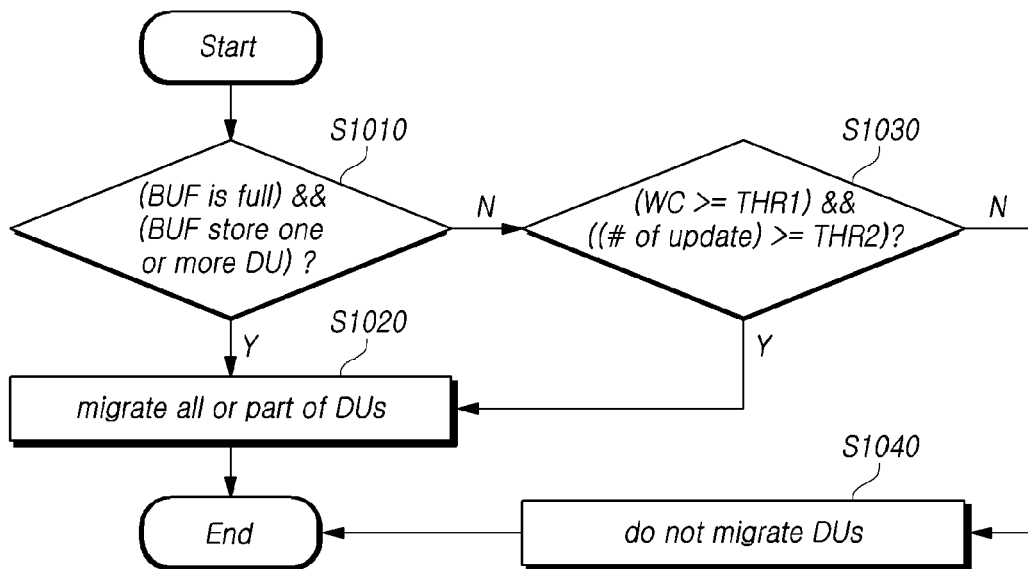 Start
S1010
(BUF is full) &&
(BUF store one
or more DU) ?
N
Y
S1030
(WC >= THR1) &&
((# of update) >= THR2)?
N
Y
S1020
migrate all or part of DUs
S1040
do not migrate DUs
End